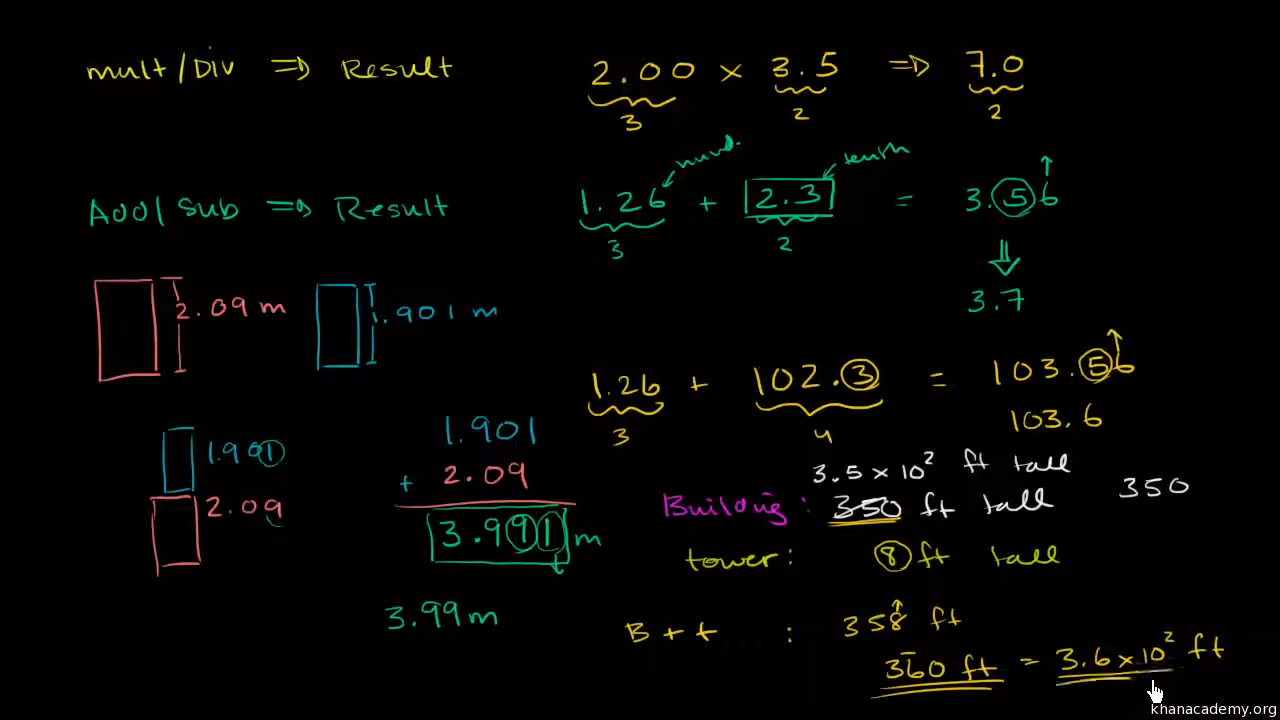 mult/Div ⇒ Result
2.00 × 3.5 ⇒ 7.0
3 2 2
hund. tenth
Add/Sub ⇒ Result
1.26 + 2.3 = 3.56
3 2
3.7
2.09 m
1.901 m
1.26 + 102.3 = 103.56
3 4
103.6
1.901
2.09
1.901
+ 2.09
3.991 m
3.99 m
3.5 × 10² ft tall
Building: 350 ft tall 350
tower: 8 ft tall
B + t : 358 ft
360 ft = 3.6 × 10² ft
khanacademy.org